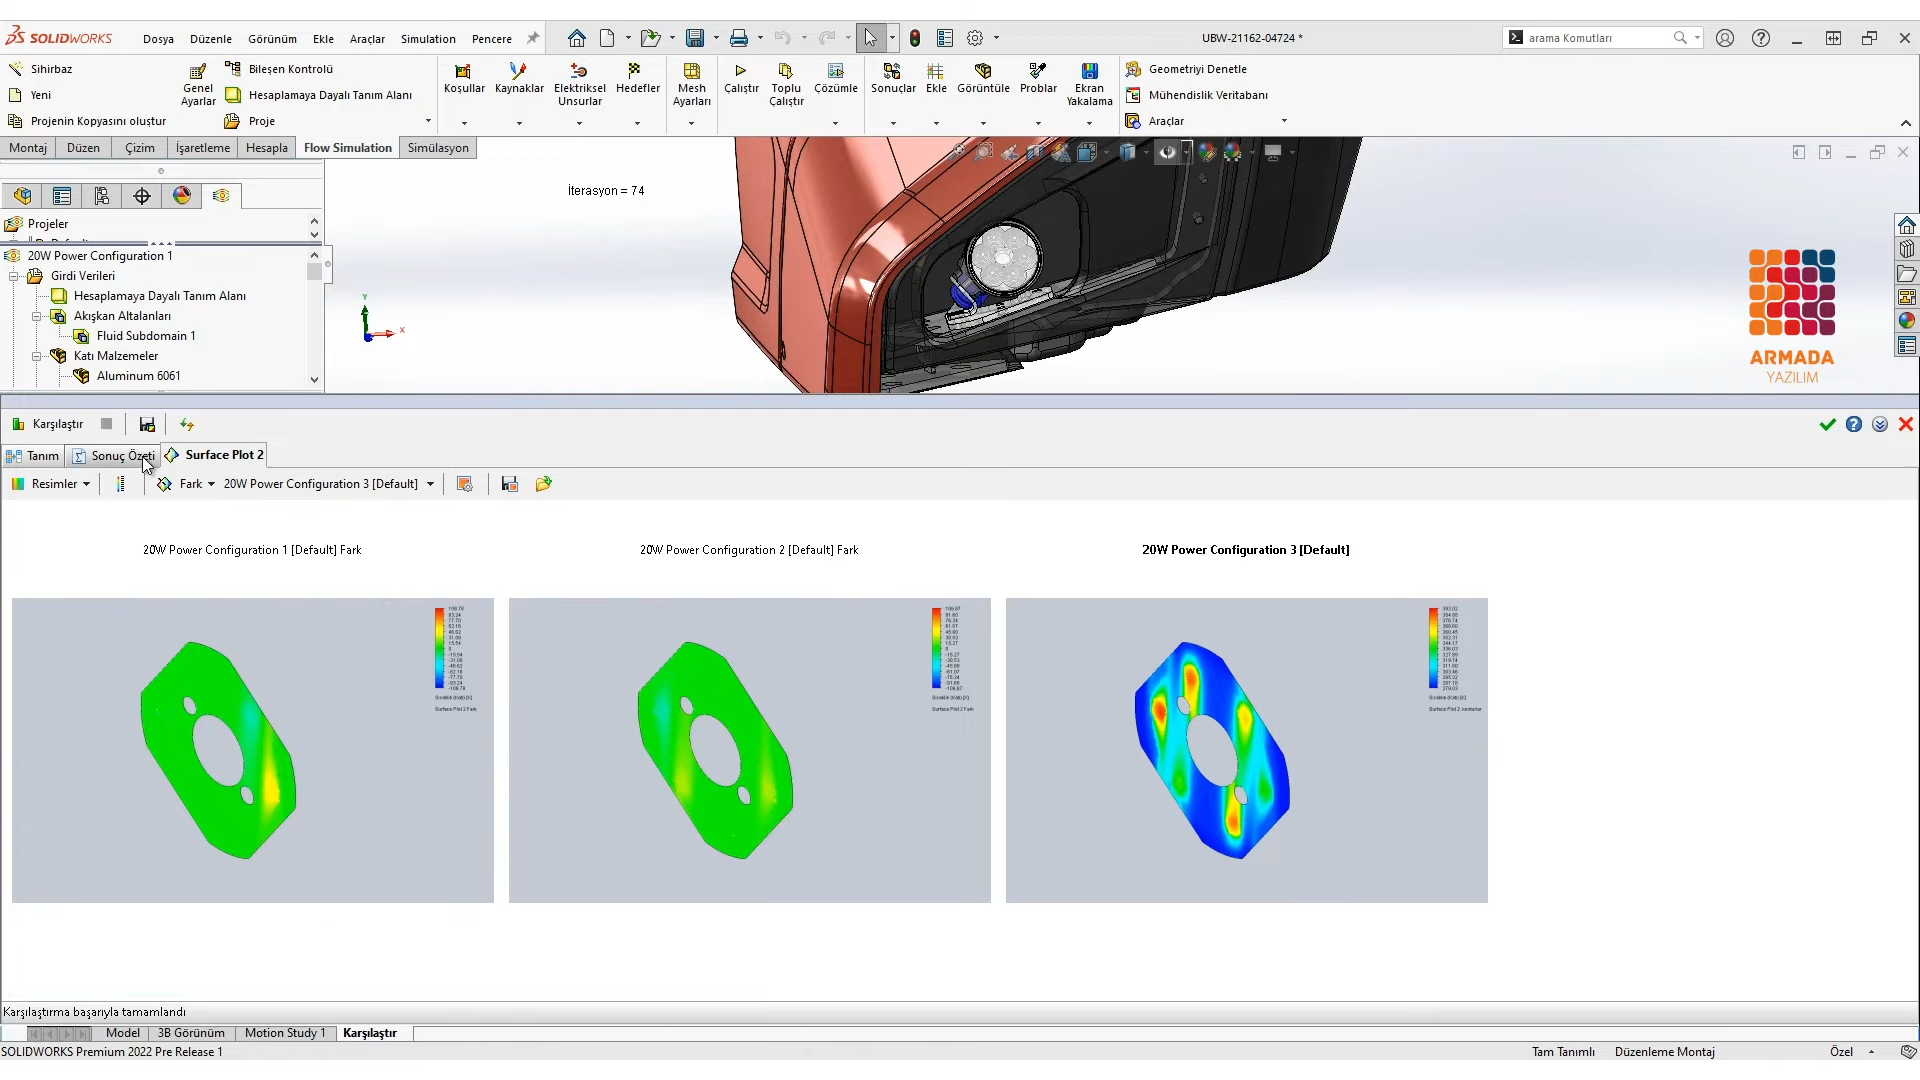 SOLIDWORKS
Dosya Düzenle Görünüm Ekle Araçlar Simulation Pencere
UBW-21162-04724 *
arama Komutları
Sihirbaz
Yeni
Projenin Kopyasını oluştur
Genel Ayarlar
Bileşen Kontrolü
Hesaplamaya Dayalı Tanım Alanı
Proje
Koşullar
Kaynaklar
Elektriksel Unsurlar
Hedefler
Mesh Ayarları
Çalıştır
Toplu Çalıştır
Çözümle
Sonuçlar
Ekle
Görüntüle
Problar
Ekran Yakalama
Geometriyi Denetle
Mühendislik Veritabanı
Araçlar
Montaj Düzen Çizim İşaretleme Hesapla Flow Simulation Simülasyon
Projeler
20W Power Configuration 1
Girdi Verileri
Hesaplamaya Dayalı Tanım Alanı
Akışkan Altalanları
Fluid Subdomain 1
Katı Malzemeler
Aluminum 6061
İterasyon = 74
Y
X
ARMADA
YAZILIM
Karşılaştır
Tanım Sonuç Özeti Surface Plot 2
Resimler Fark 20W Power Configuration 3 [Default]
20W Power Configuration 1 [Default] Fark
20W Power Configuration 2 [Default] Fark
20W Power Configuration 3 [Default]
Karşılaştırma başarıyla tamamlandı
Model 3B Görünüm Motion Study 1 Karşılaştır
SOLIDWORKS Premium 2022 Pre Release 1
Tam Tanımlı Düzenleme Montaj Özel